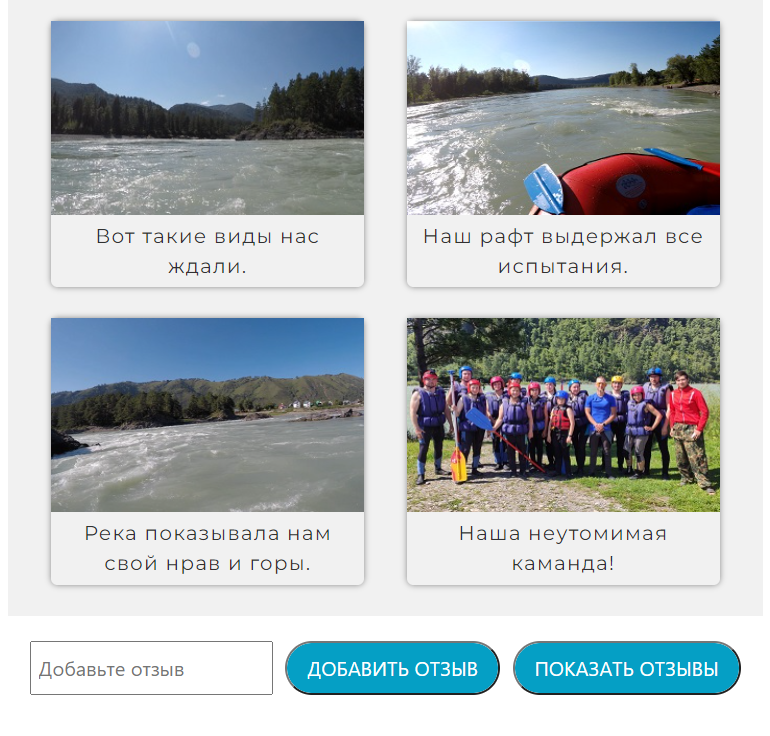 Вот такие виды нас
ждали.
Наш рафт выдержал все
испытания.
Река показывала нам
свой нрав и горы.
Наша неутомимая
каманда!
Добавьте отзыв
ДОБАВИТЬ ОТЗЫВ
ПОКАЗАТЬ ОТЗЫВЫ